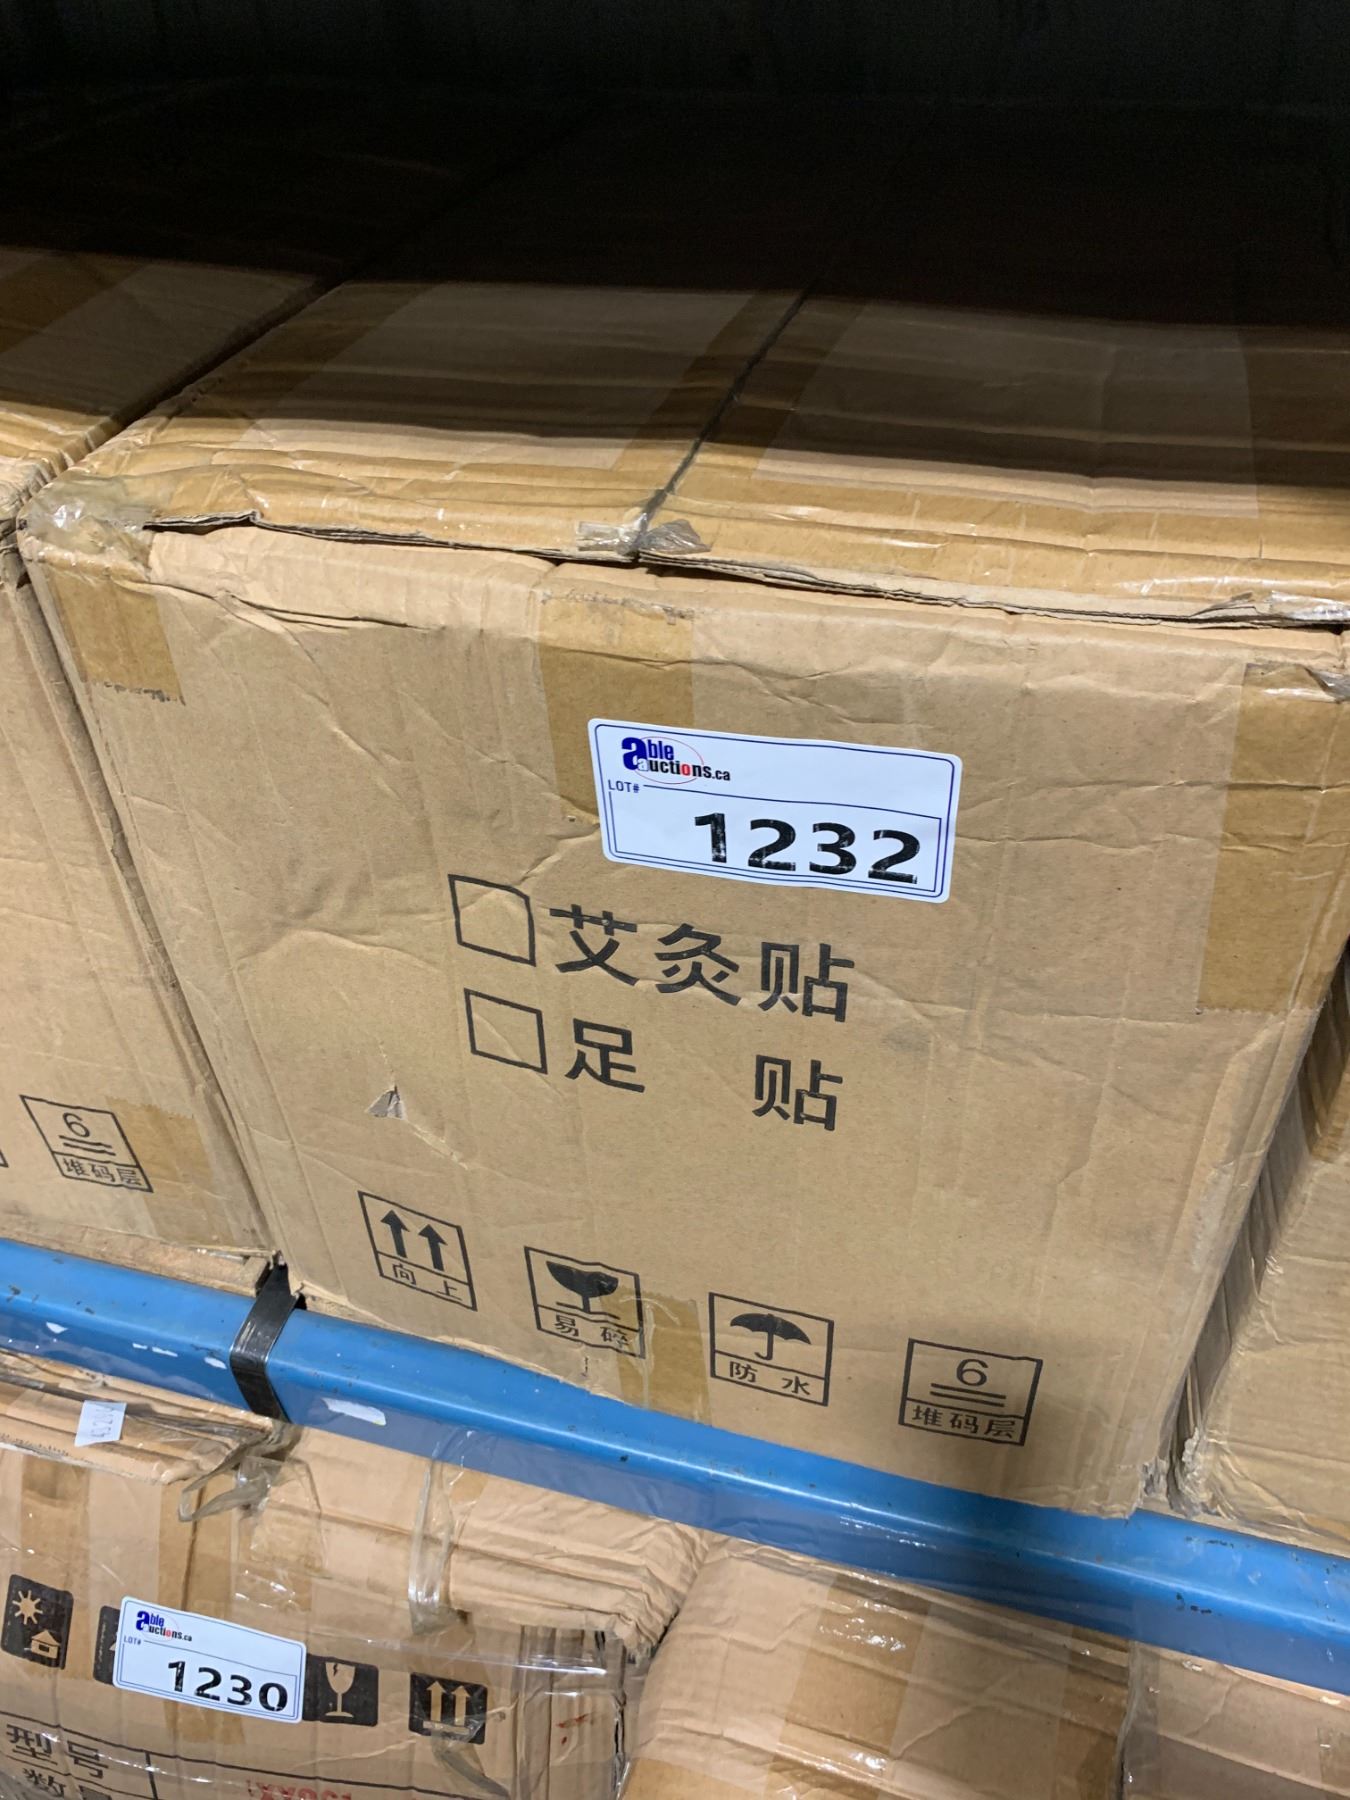 able auctions.ca
LOT#
1232
□艾灸贴
□足 贴
向上
易碎
防水
6
堆码层
6
堆码层
able auctions.ca
LOT#
1230
型号
数